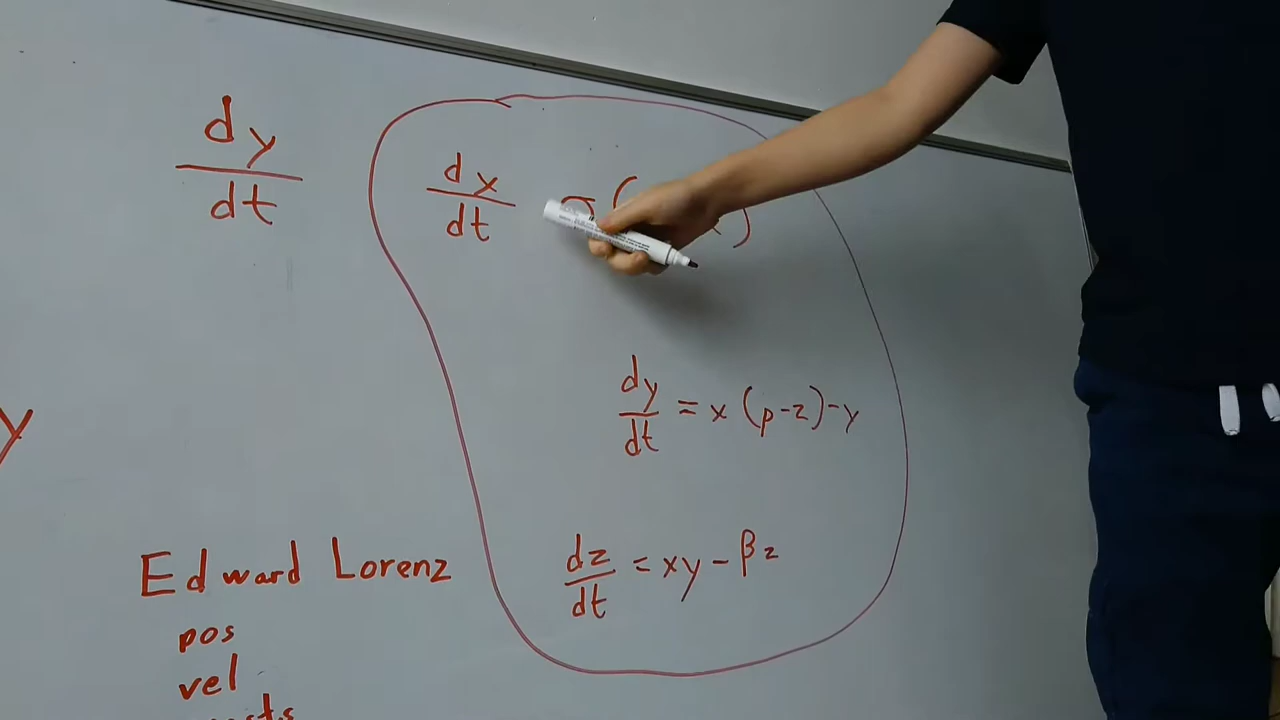 dy
dt
dx
dt
σ( )
dy
dt = x (p-z)-y
y
dz
dt = xy - βz
Edward Lorenz
pos
vel